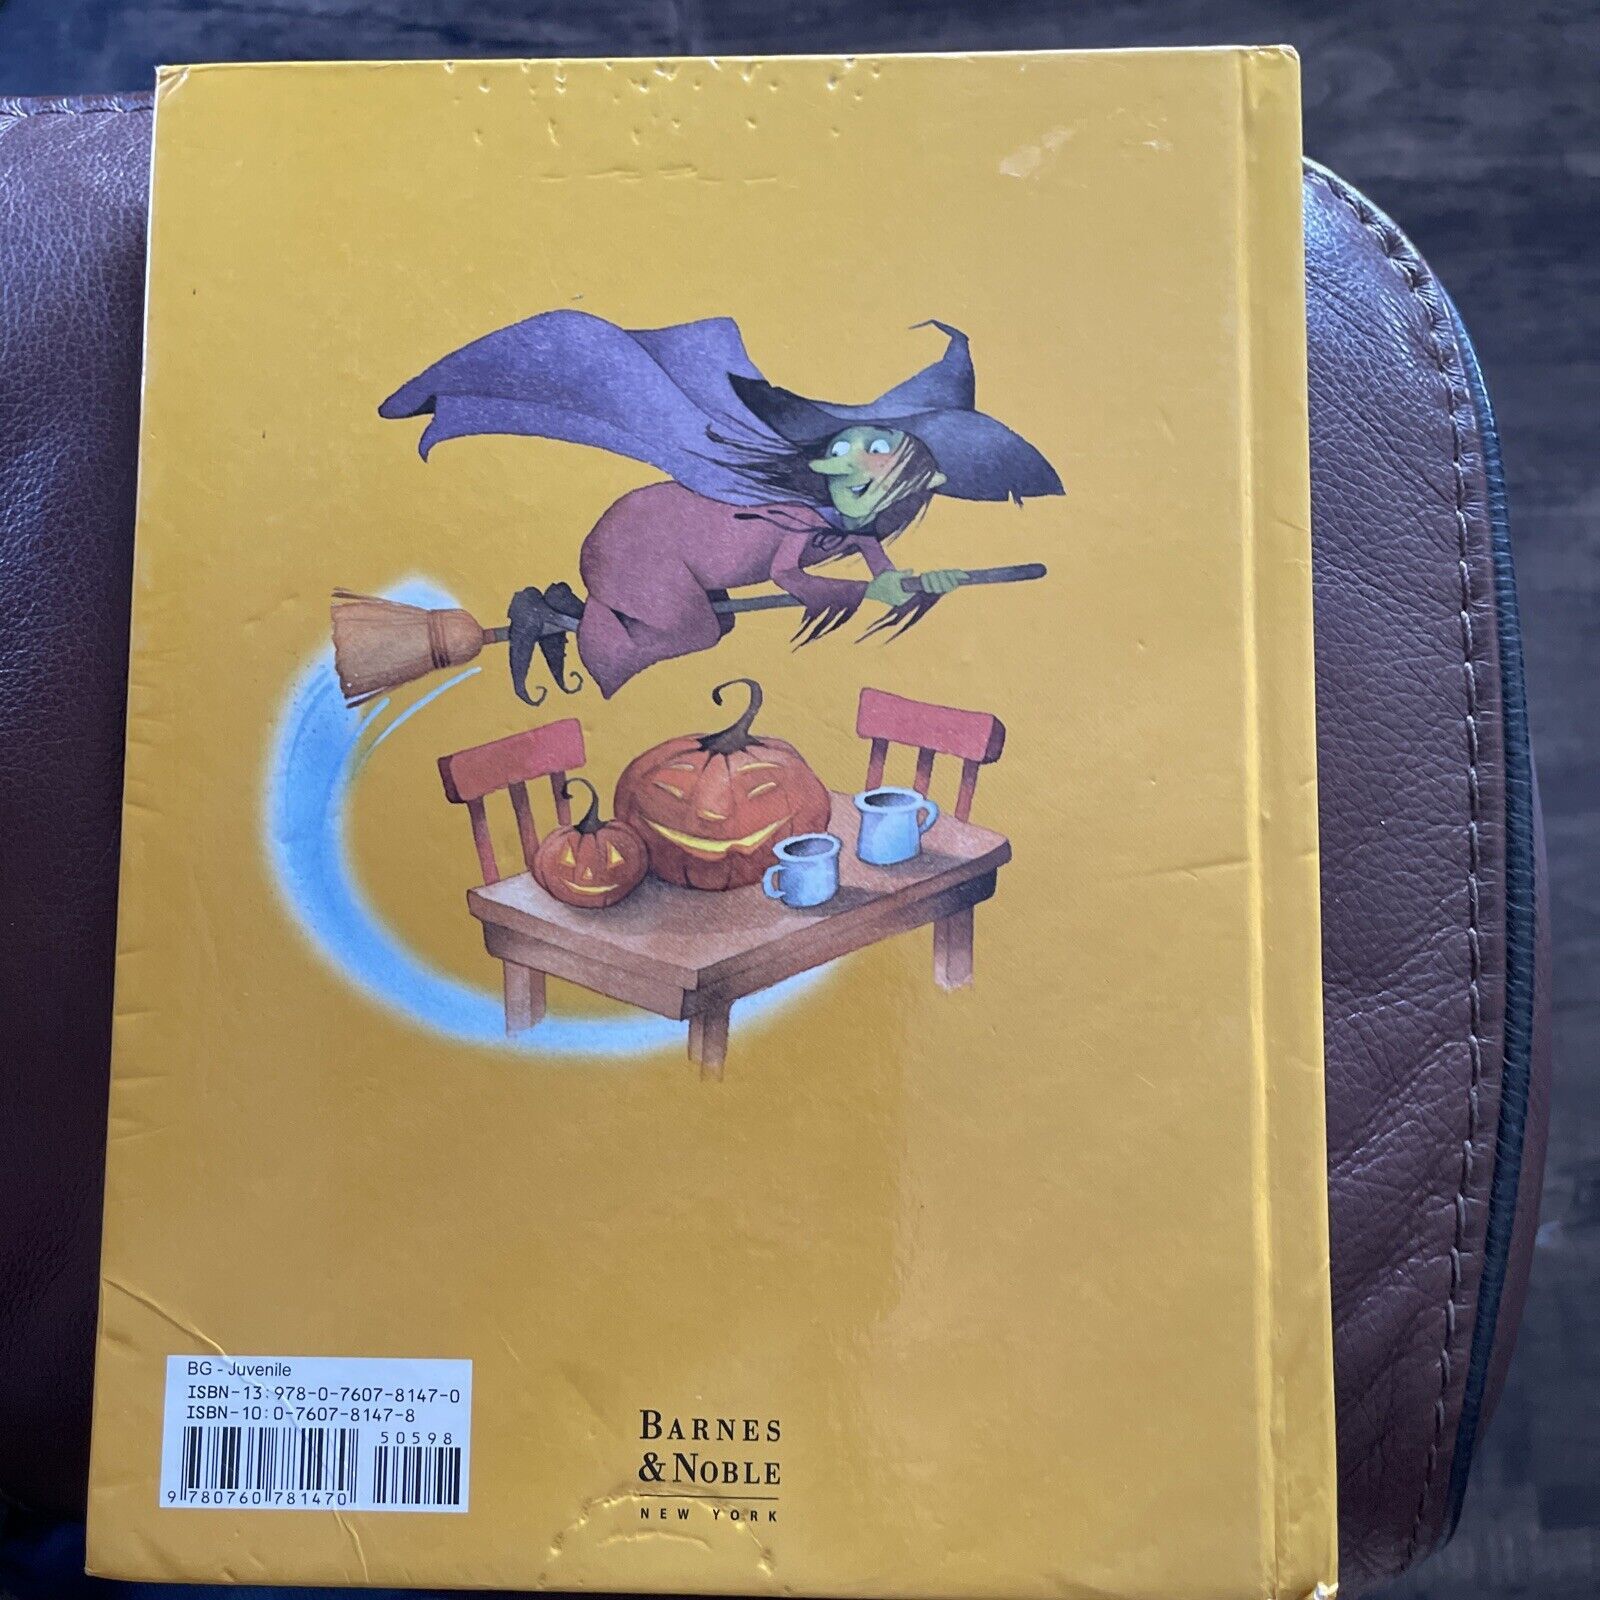 BG - Juvenile
ISBN-13: 978-0-7607-8147-0
ISBN-10: 0-7607-8147-8
50598
9 780760 781470
BARNES
& NOBLE
NEW YORK